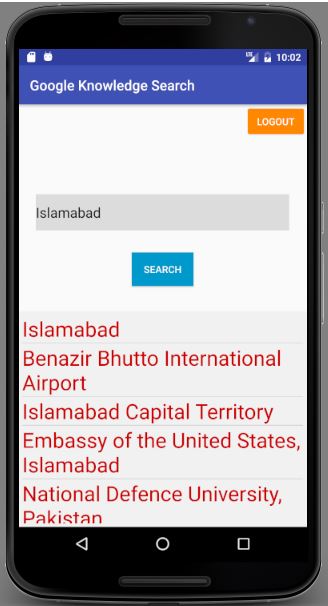 10:02
Google Knowledge Search
LOGOUT
Islamabad
SEARCH
Islamabad
Benazir Bhutto International
Airport
Islamabad Capital Territory
Embassy of the United States,
Islamabad
National Defence University,
Pakistan